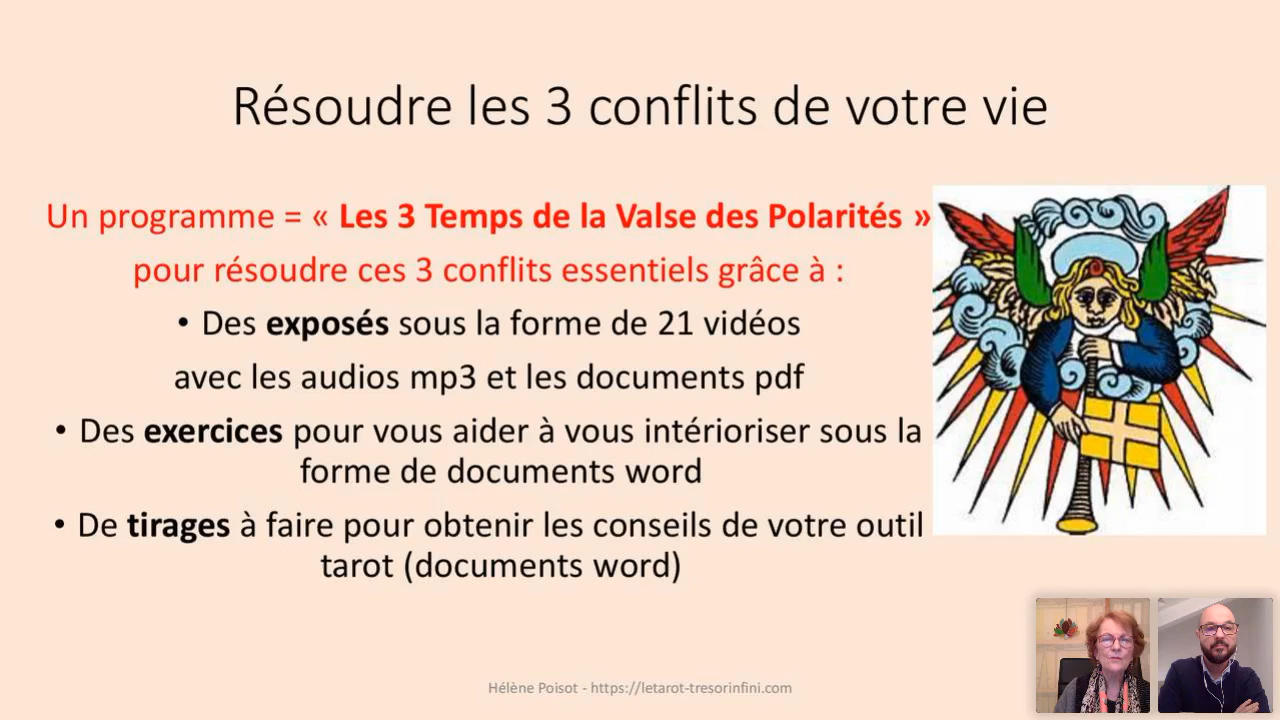 Résoudre les 3 conflits de votre vie
Un programme = « Les 3 Temps de la Valse des Polarités »
pour résoudre ces 3 conflits essentiels grâce à :
• Des exposés sous la forme de 21 vidéos
avec les audios mp3 et les documents pdf
• Des exercices pour vous aider à vous intérioriser sous la
forme de documents word
• De tirages à faire pour obtenir les conseils de votre outil
tarot (documents word)
Hélène Poisot - https://letarot-tresorinfini.com